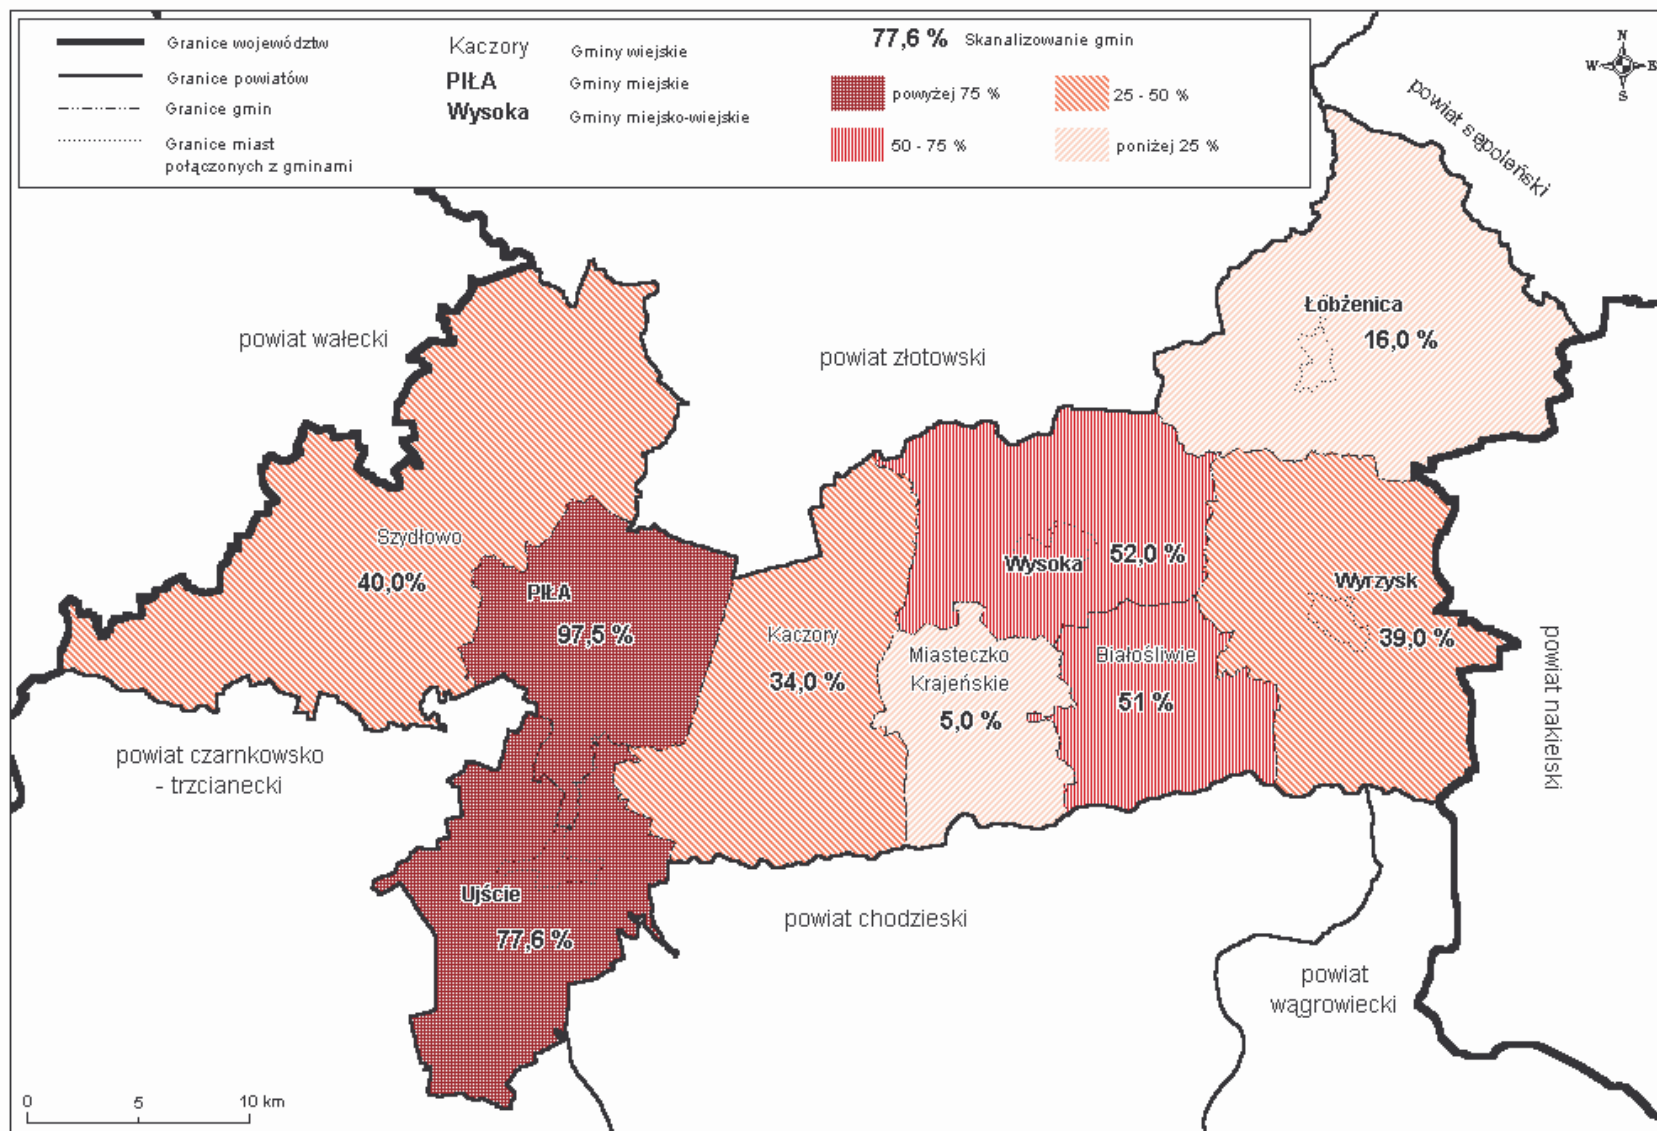 Granice województw
Granice powiatów
Granice gmin
Granice miast
połączonych z gminami
Kaczory Gminy wiejskie
PIŁA Gminy miejskie
Wysoka Gminy miejsko-wiejskie
77,6 % Skanalizowanie gmin
powyżej 75 %
25 - 50 %
50 - 75 %
poniżej 25 %
N
W E
S
powiat sępoleński
Łobżenica
16,0 %
powiat wałecki
powiat złotowski
Szydłowo
40,0%
PIŁA
97,5 %
Wysoka
52,0 %
Wyrzysk
39,0 %
Kaczory
34,0 %
Miasteczko
Krajeńskie
5,0 %
Białośliwie
51 %
powiat nakielski
powiat czarnkowsko
- trzcianecki
Ujście
77,6 %
powiat chodzieski
powiat
wągrowiecki
0 5 10 km